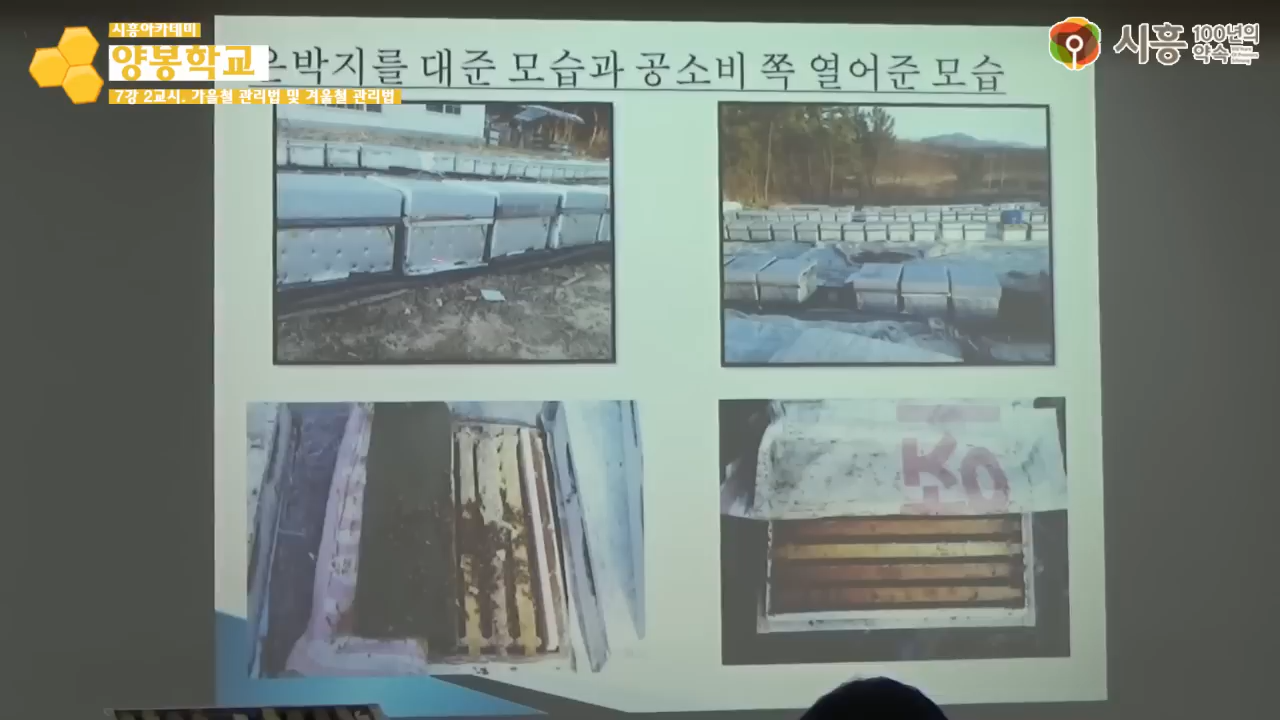 시흥아카데미
양봉학교
7강 2교시. 가을철 관리법 및 겨울철 관리법
시흥 100년의 약속
은박지를 대준 모습과 공소비 쪽 열어준 모습